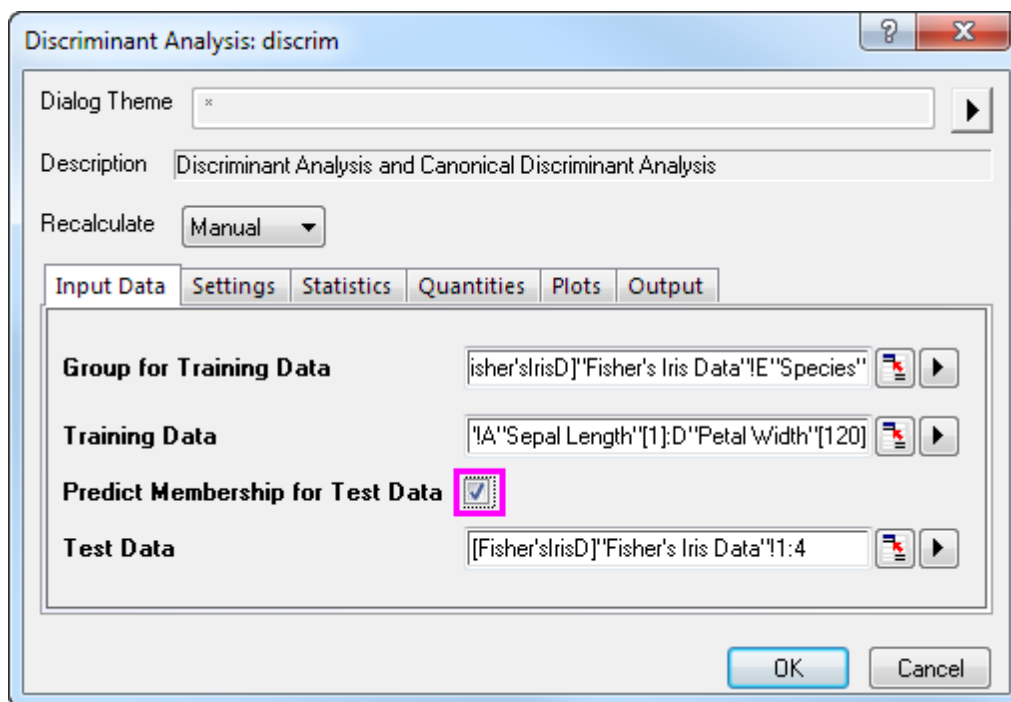 Discriminant Analysis: discrim
?
X
Dialog Theme *
Description Discriminant Analysis and Canonical Discriminant Analysis
Recalculate Manual
Input Data Settings Statistics Quantities Plots Output
Group for Training Data isher'sIrisD]"Fisher's Iris Data"!E"Species"
Training Data "!A"Sepal Length"[1]:D"Petal Width"[120]
Predict Membership for Test Data
Test Data [Fisher'sIrisD]"Fisher's Iris Data"!1:4
OK Cancel